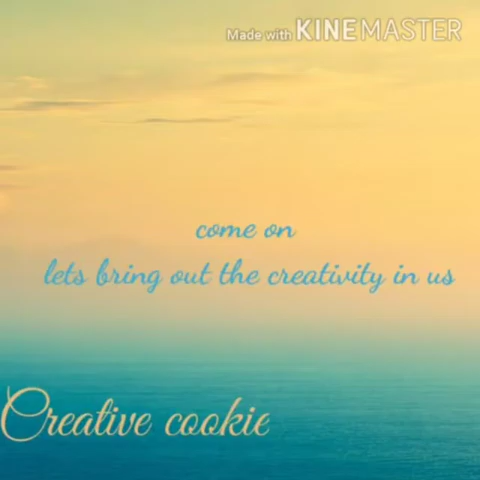 Made with KINEMASTER
come on
lets bring out the creativity in us
Creative cookie